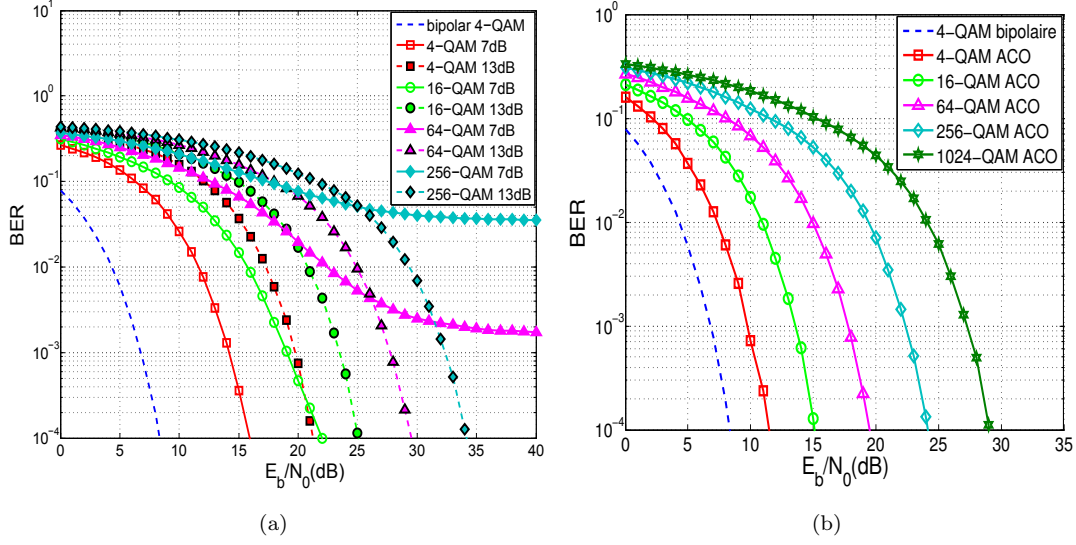 bipolar 4−QAM
4−QAM 7dB
4−QAM 13dB
16−QAM 7dB
16−QAM 13dB
64−QAM 7dB
64−QAM 13dB
256−QAM 7dB
256−QAM 13dB
10^2
10^1
10^0
10^−1
10^−2
10^−3
10^−4
BER
0 5 10 15 20 25 30 35 40
E_b/N_0(dB)
(a)
4−QAM bipolaire
4−QAM ACO
16−QAM ACO
64−QAM ACO
256−QAM ACO
1024−QAM ACO
10^0
10^−1
10^−2
10^−3
10^−4
BER
0 5 10 15 20 25 30 35
E_b/N_0(dB)
(b)